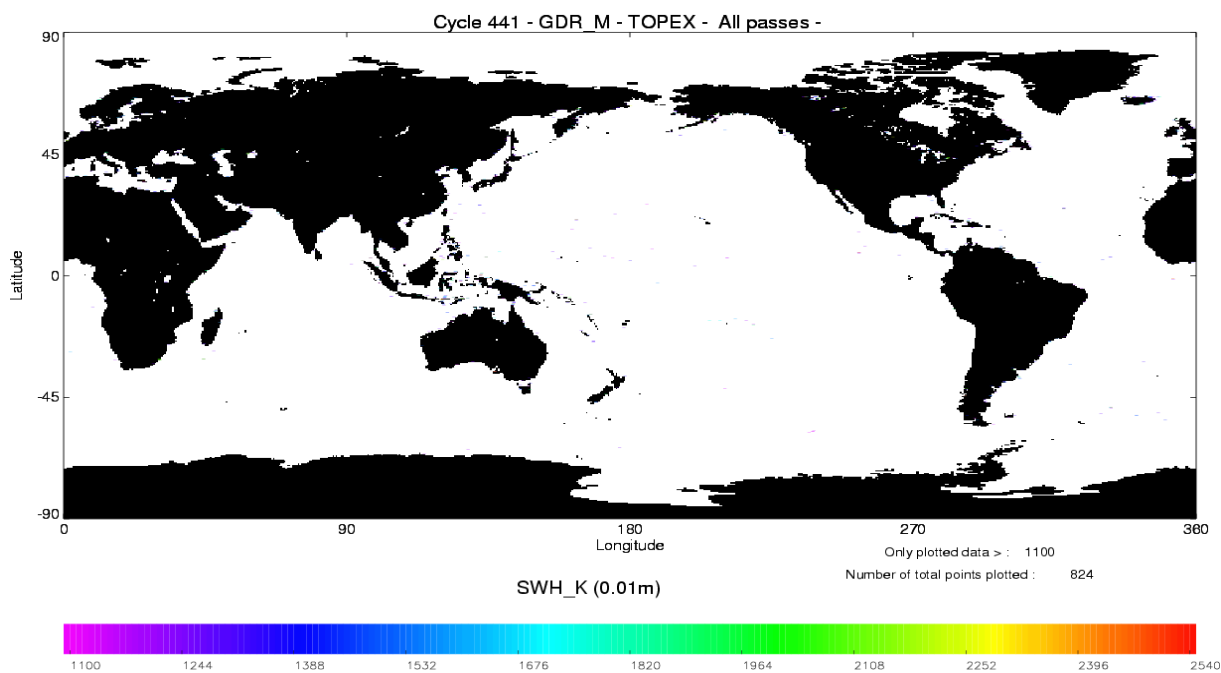 Cycle 441 - GDR_M - TOPEX - All passes -
90
45
0
-45
-90
Latitude
0 90 180 270 360
Longitude
Only plotted data > : 1100
Number of total points plotted : 824
SWH_K (0.01m)
1100 1244 1388 1532 1676 1820 1964 2108 2252 2396 2540